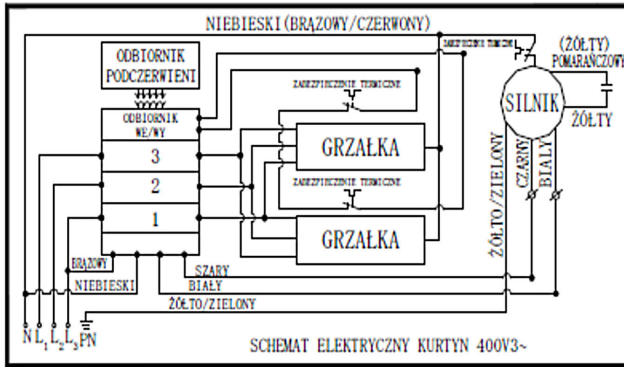 NIEBIESKI(BRĄZOWY/CZERWONY)
ZABEZPIECZENIE TERMICZNE
(ŻÓŁTY)
POMARAŃCZOWY
ODBIORNIK
PODCZERWIENI
ZABEZPIECZENIE TERMICZNE
SILNIK
ODBIORNIK
WE/WY
ŻÓŁTY
3
GRZAŁKA
2
ZABEZPIECZENIE TERMICZNE
ŻÓŁTO/ZIELONY
CZARNY
BIAŁY
1
GRZAŁKA
BRĄZOWY
SZARY
NIEBIESKI
BIAŁY
ŻÓŁTO/ZIELONY
N L1 L2 L3 PN
SCHEMAT ELEKTRYCZNY KURTYN 400V3~